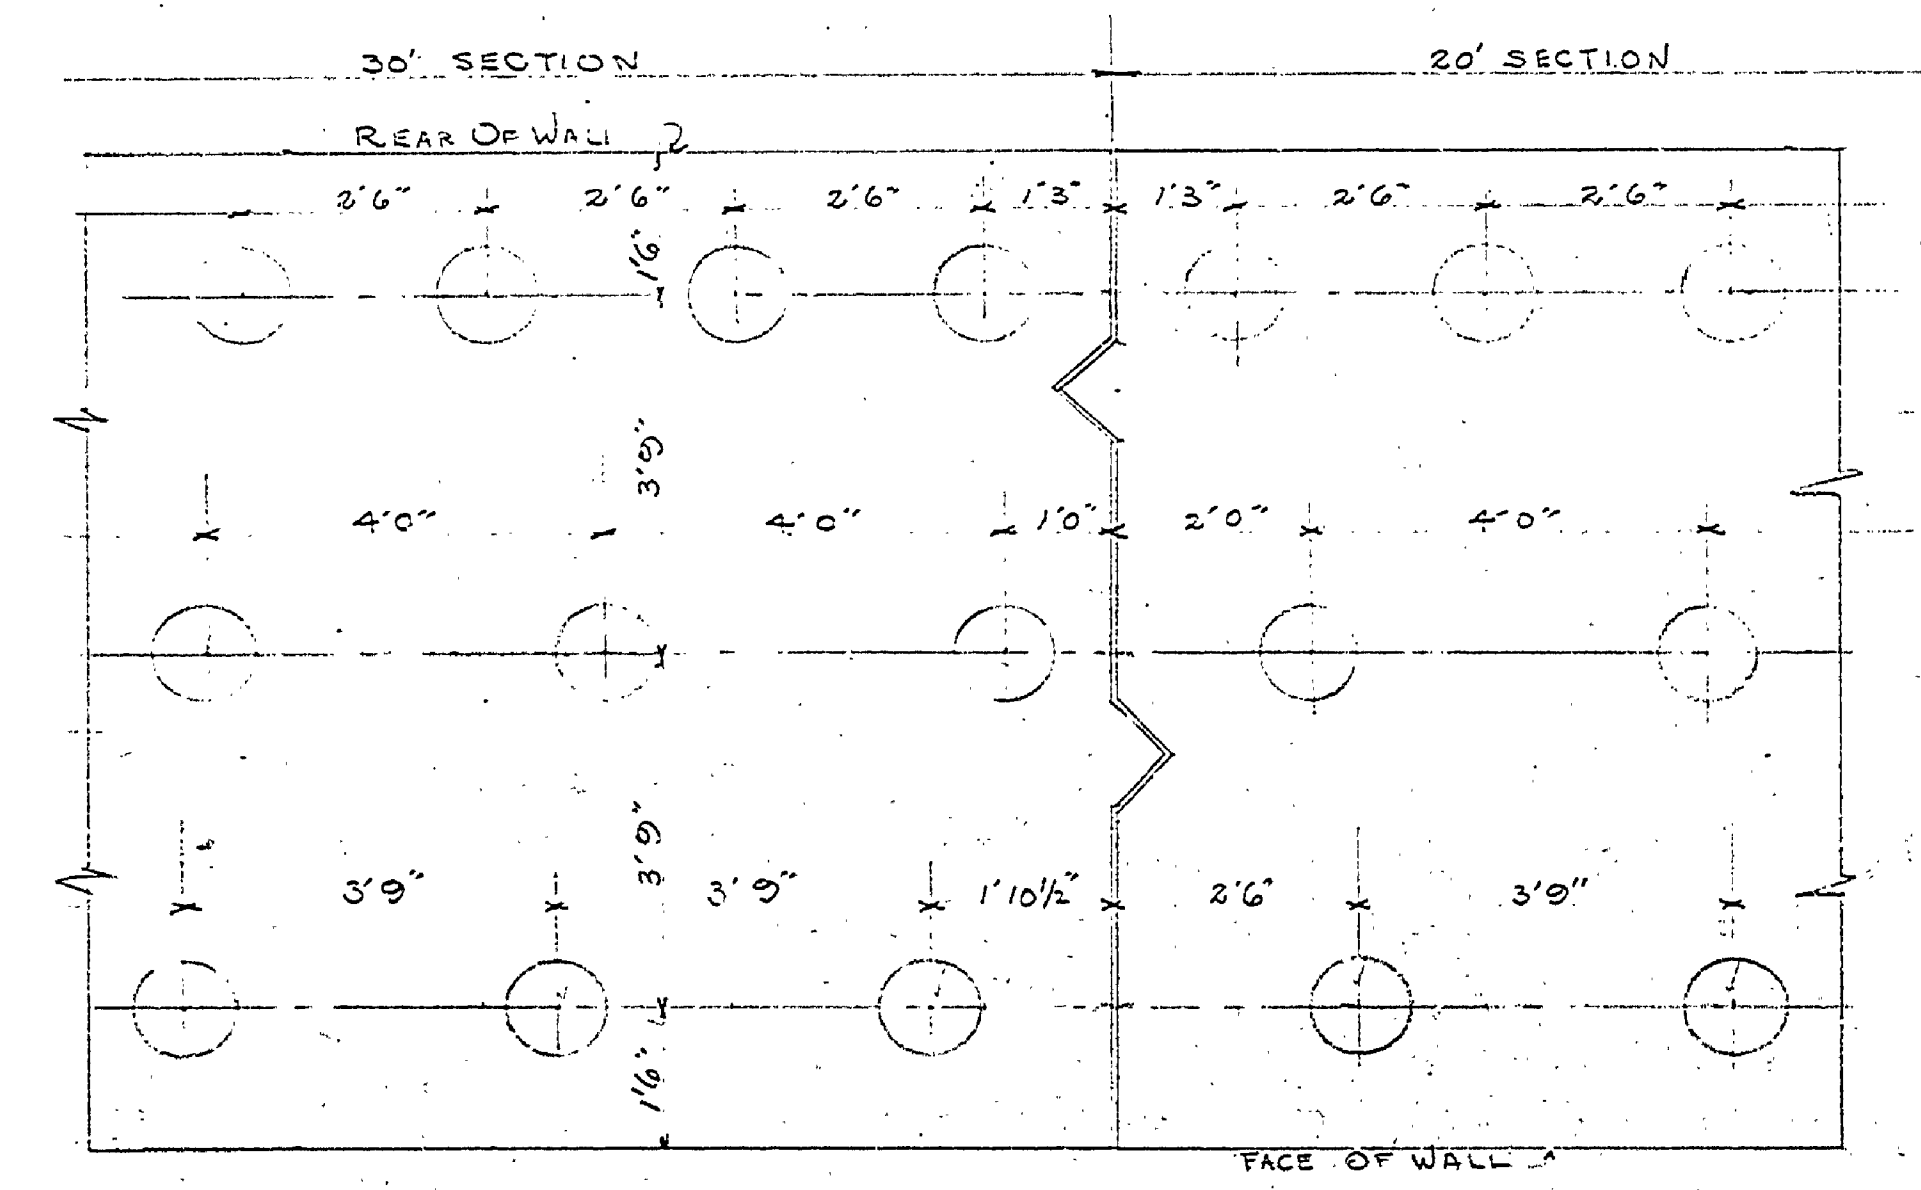 30' SECTION
20' SECTION
REAR OF WALL
2'6" 2'6" 2'6" 1'3" 1'3" 2'6" 2'6"
1'6"
3'9"
4'0" 4'0" 1'0" 2'0" 4'0"
3'9"
3'9" 3'9" 1'10½" 2'6" 3'9"
1'6"
FACE OF WALL